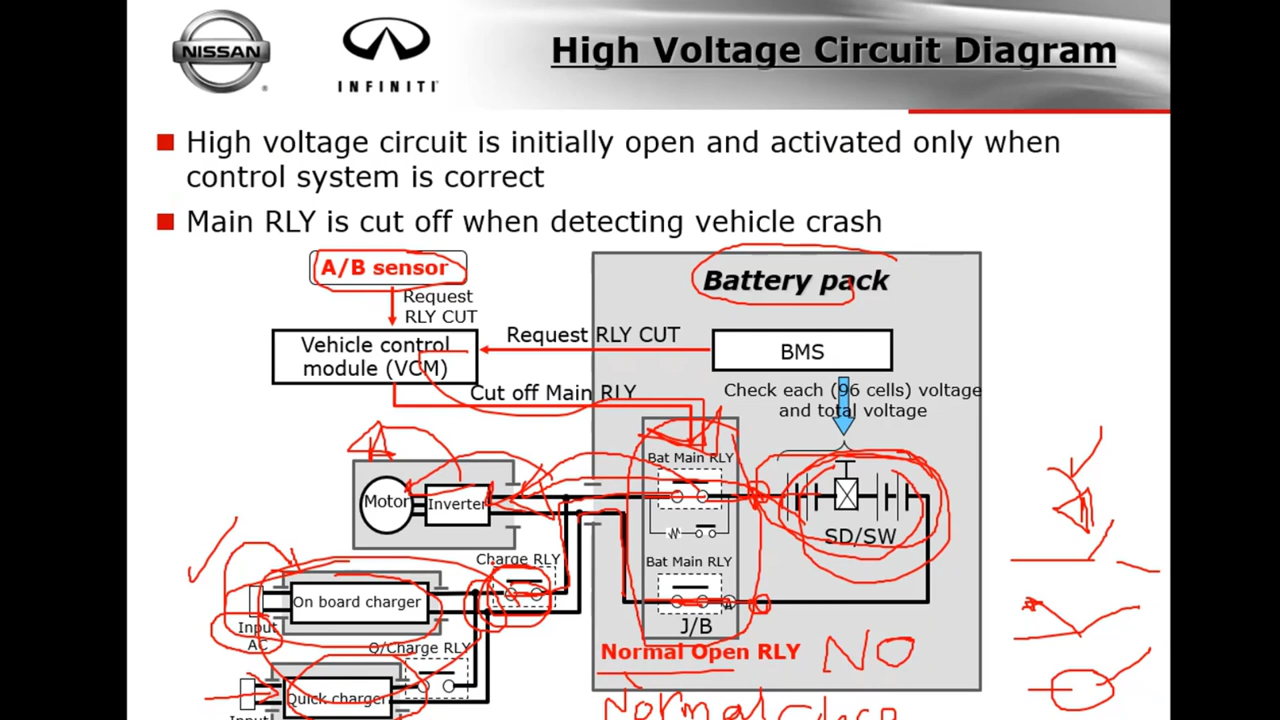 NISSAN
INFINITI
High Voltage Circuit Diagram
High voltage circuit is initially open and activated only when
control system is correct
Main RLY is cut off when detecting vehicle crash
A/B sensor
Request
RLY CUT
Battery pack
Vehicle control
module (VCM)
Request RLY CUT
BMS
Cut off Main RLY
Check each (96 cells) voltage
and total voltage
Bat Main RLY
Motor
Inverter
SD/SW
Charge RLY
Bat Main RLY
On board charger
A
J/B
Input
AC
Q/Charge RLY
Normal Open RLY
NO
Quick charger
Normal
Input